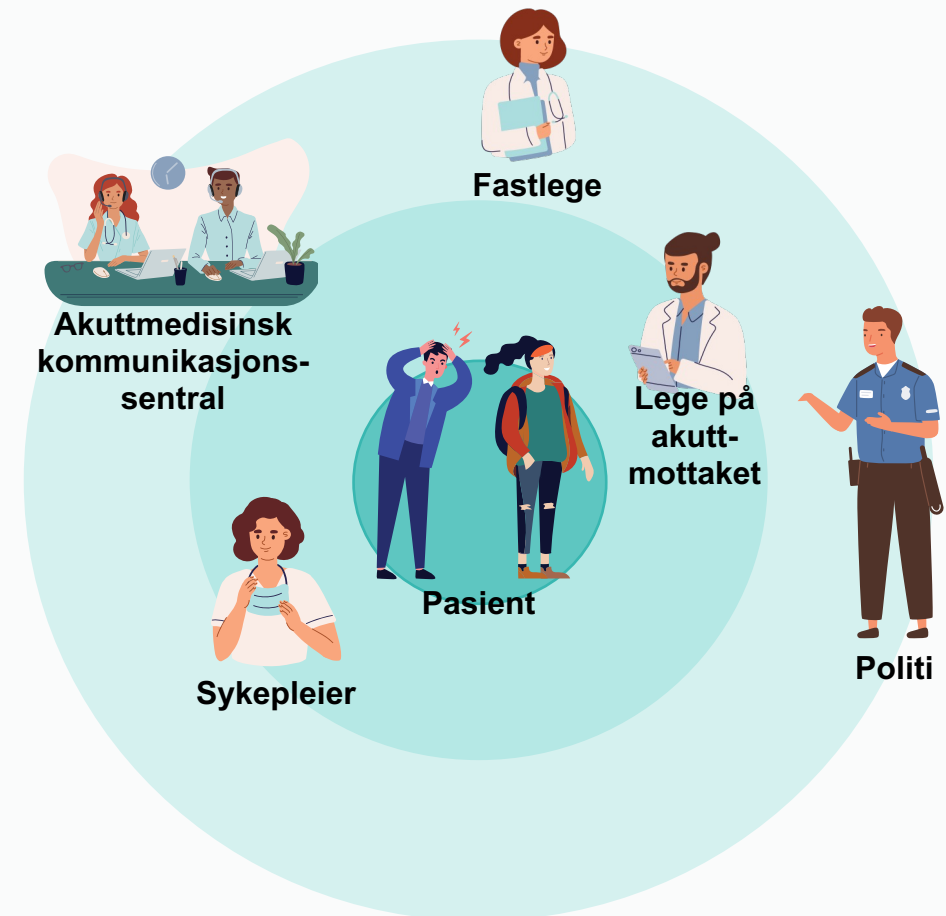 Fastlege
Akuttmedisinsk
kommunikasjons-
sentral
Lege på
akutt-
mottaket
Pasient
Sykepleier
Politi